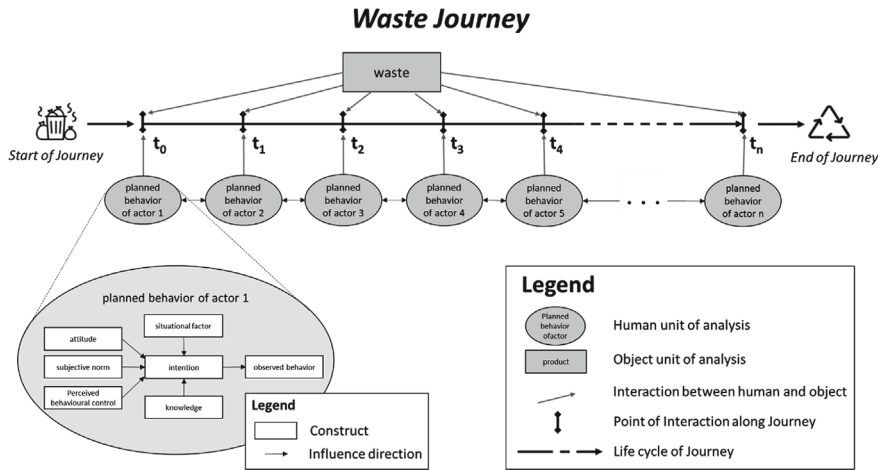 Waste Journey
waste
Start of Journey
t0
t1
t2
t3
t4
tn
End of Journey
planned
behavior
of actor 1
planned
behavior
of actor 2
planned
behavior
of actor 3
planned
behavior
of actor 4
planned
behavior
of actor 5
. . .
planned
behavior
of actor n
planned behavior of actor 1
situational factor
attitude
subjective norm
intention
observed behavior
Perceived
behavioural control
knowledge
Legend
Construct
Influence direction
Legend
Planned
behavior
ofactor
Human unit of analysis
product
Object unit of analysis
Interaction between human and object
Point of Interaction along Journey
Life cycle of Journey